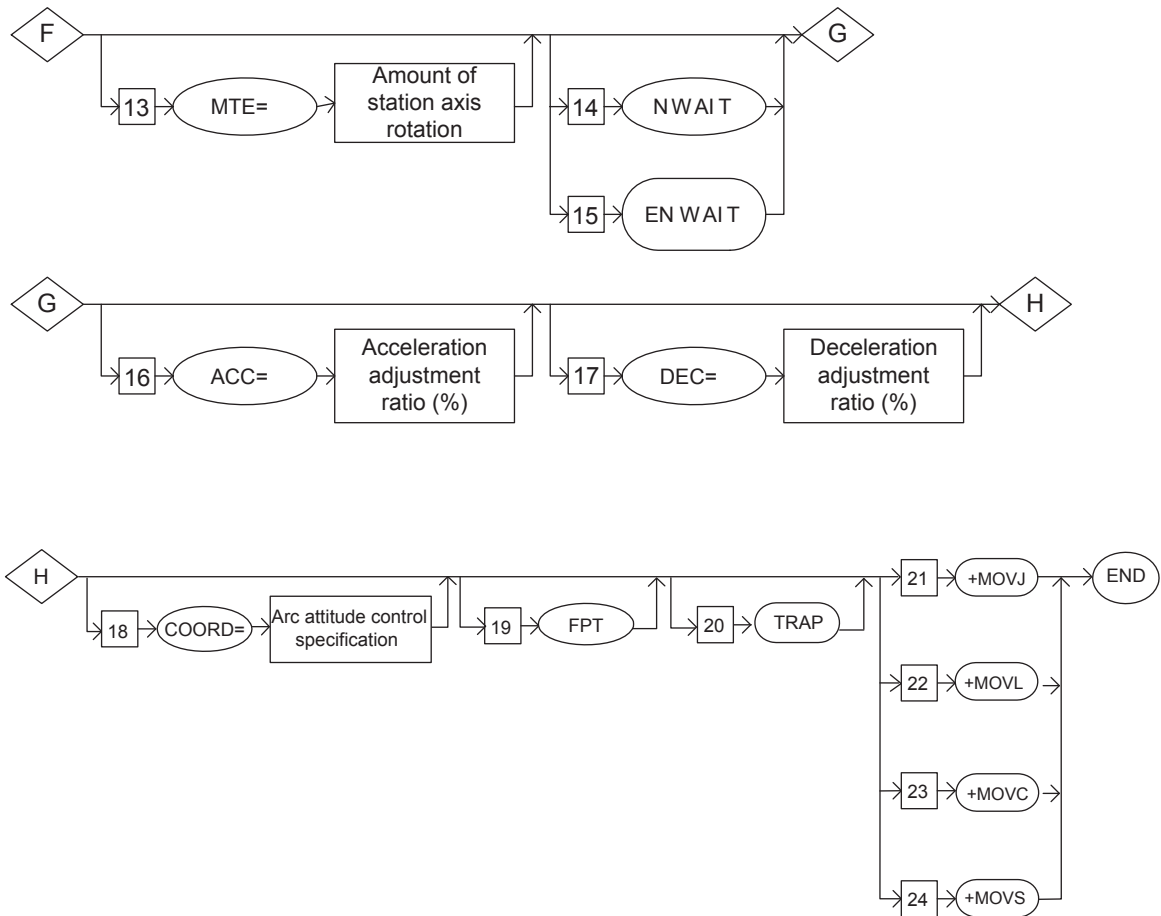 F
G
13
MTE=
Amount of
station axis
rotation
14
NWAIT
15
ENWAIT
G
H
16
ACC=
Acceleration
adjustment
ratio (%)
17
DEC=
Deceleration
adjustment
ratio (%)
H
18
COORD=
Arc attitude control
specification
19
FPT
20
TRAP
21
+MOVJ
END
22
+MOVL
23
+MOVC
24
+MOVS